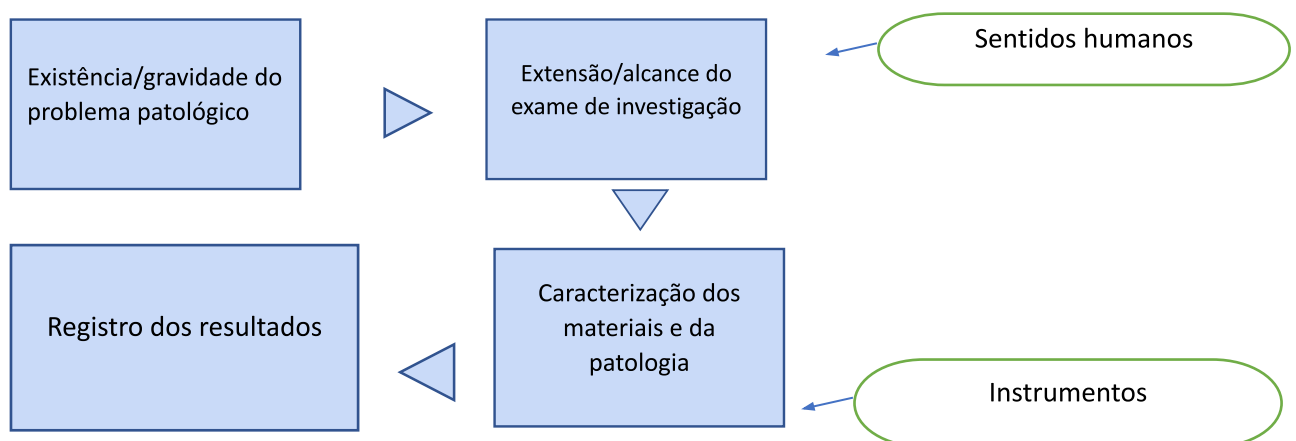 Existência/gravidade do
problema patológico
Extensão/alcance do
exame de investigação
Sentidos humanos
Caracterização dos
materiais e da
patologia
Registro dos resultados
Instrumentos